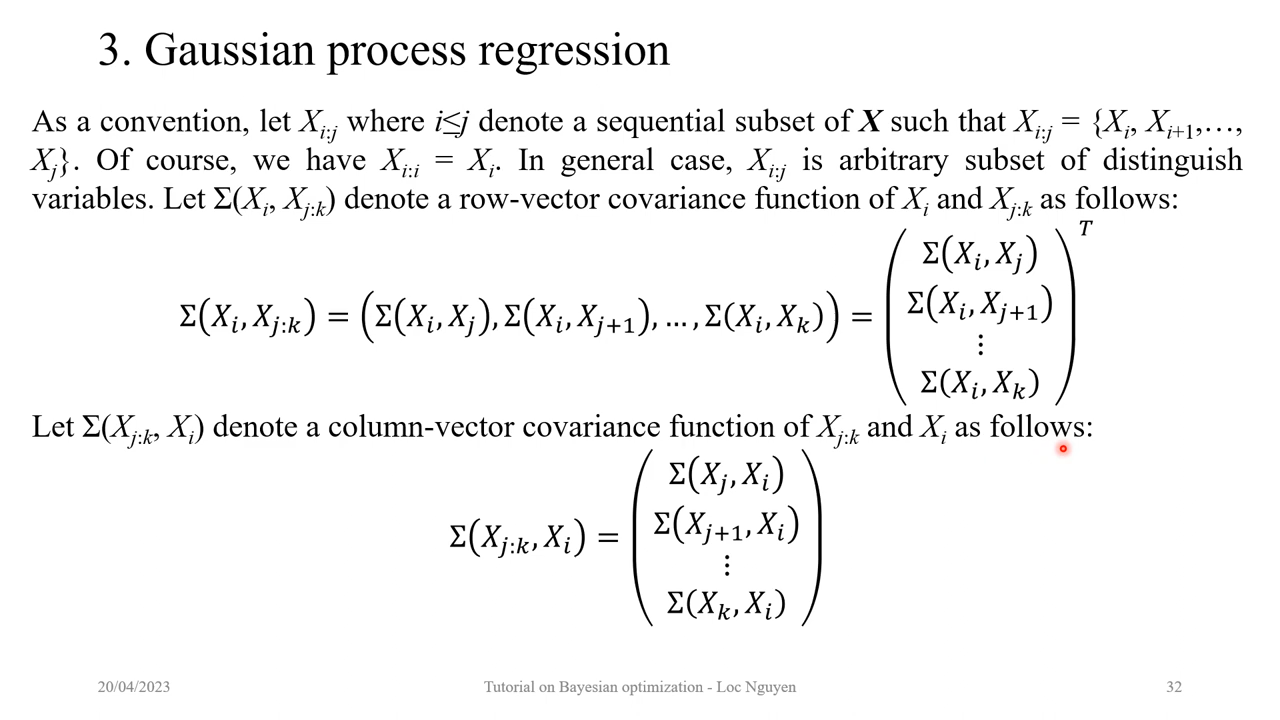 3. Gaussian process regression
As a convention, let X_{i:j} where i≤j denote a sequential subset of X such that X_{i:j} = {X_i, X_{i+1},…,
X_j}. Of course, we have X_{i:i} = X_i. In general case, X_{i:j} is arbitrary subset of distinguish
variables. Let Σ(X_i, X_{j:k}) denote a row-vector covariance function of X_i and X_{j:k} as follows:
Σ(X_i, X_{j:k}) = (Σ(X_i, X_j), Σ(X_i, X_{j+1}), …, Σ(X_i, X_k)) = (Σ(X_i, X_j)
Σ(X_i, X_{j+1})
⋮
Σ(X_i, X_k))^T
Let Σ(X_{j:k}, X_i) denote a column-vector covariance function of X_{j:k} and X_i as follows:
Σ(X_{j:k}, X_i) = (Σ(X_j, X_i)
Σ(X_{j+1}, X_i)
⋮
Σ(X_k, X_i))
20/04/2023 Tutorial on Bayesian optimization - Loc Nguyen 32